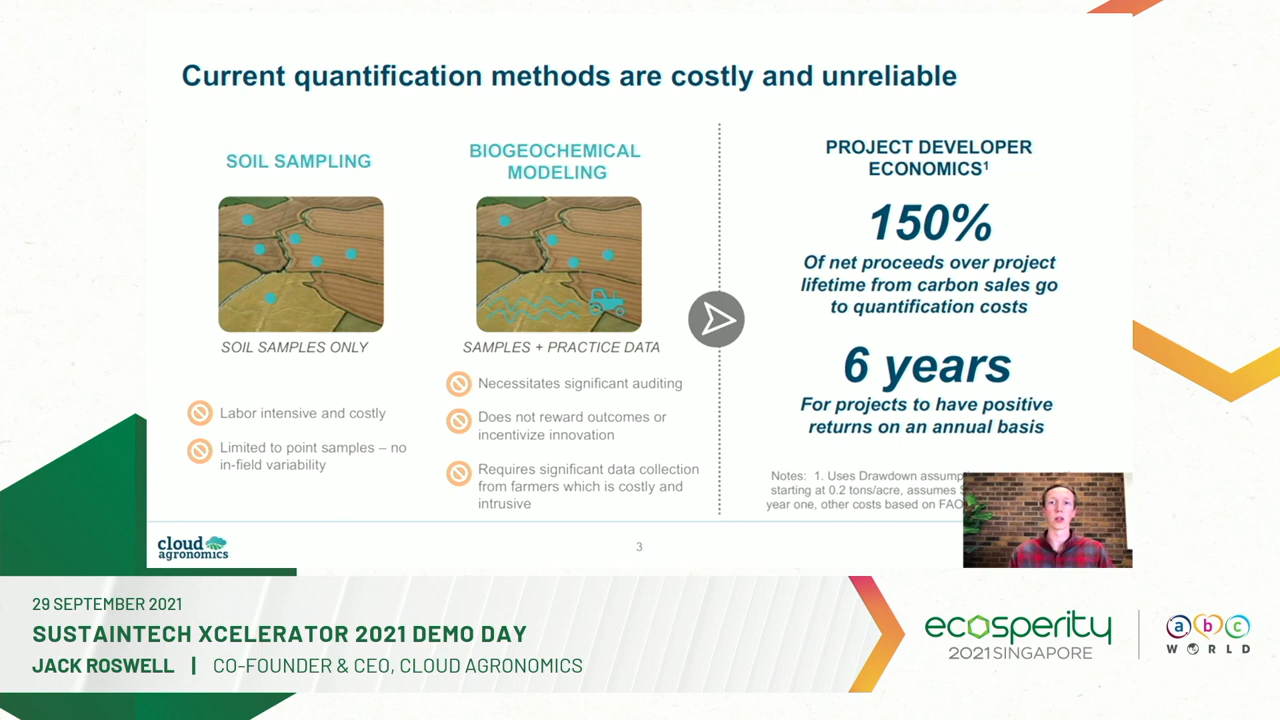 Current quantification methods are costly and unreliable
SOIL SAMPLING
SOIL SAMPLES ONLY
Labor intensive and costly
Limited to point samples – no
in-field variability
BIOGEOCHEMICAL
MODELING
SAMPLES + PRACTICE DATA
Necessitates significant auditing
Does not reward outcomes or
incentivize innovation
Requires significant data collection
from farmers which is costly and
intrusive
PROJECT DEVELOPER
ECONOMICS¹
150%
Of net proceeds over project
lifetime from carbon sales go
to quantification costs
6 years
For projects to have positive
returns on an annual basis
Notes: 1. Uses Drawdown
starting at 0.2 tons/acre, assumes
year one, other costs based on
cloud
agronomics
3
29 SEPTEMBER 2021
SUSTAINTECH XCELERATOR 2021 DEMO DAY
JACK ROSWELL | CO-FOUNDER & CEO, CLOUD AGRONOMICS
ecosperity
2021 SINGAPORE
abc
WORLD